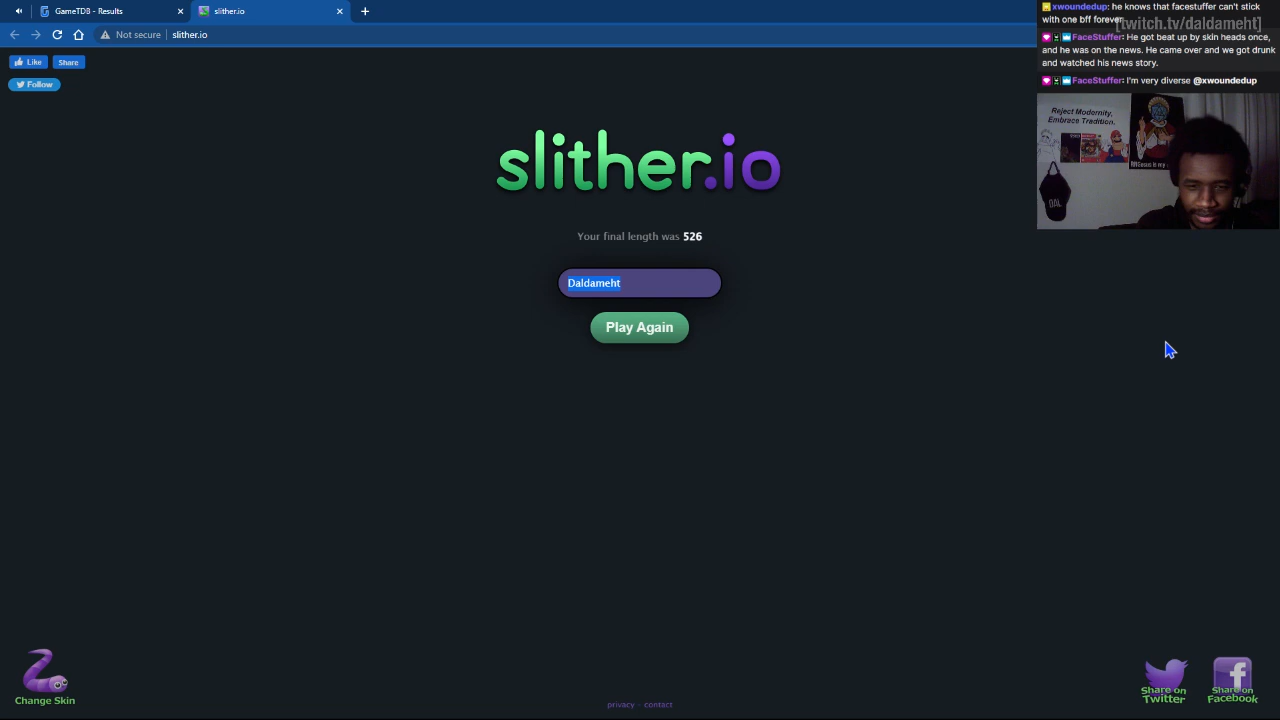 GameTDB - Results
slither.io
Not secure
slither.io
Like
Share
Follow
slither.io
Your final length was 526
Daldameht
Play Again
Change Skin
privacy - contact
Share on
Twitter
Share on
Facebook
xwoundedup: he knows that facestuffer can't stick
with one bff forever
[twitch.tv/daldameht]
FaceStuffer: He got beat up by skin heads once,
and he was on the news. He came over and we got drunk
and watched his news story.
FaceStuffer: I'm very diverse @xwoundedup
Reject Modernity,
Embrace Tradition.
DAL